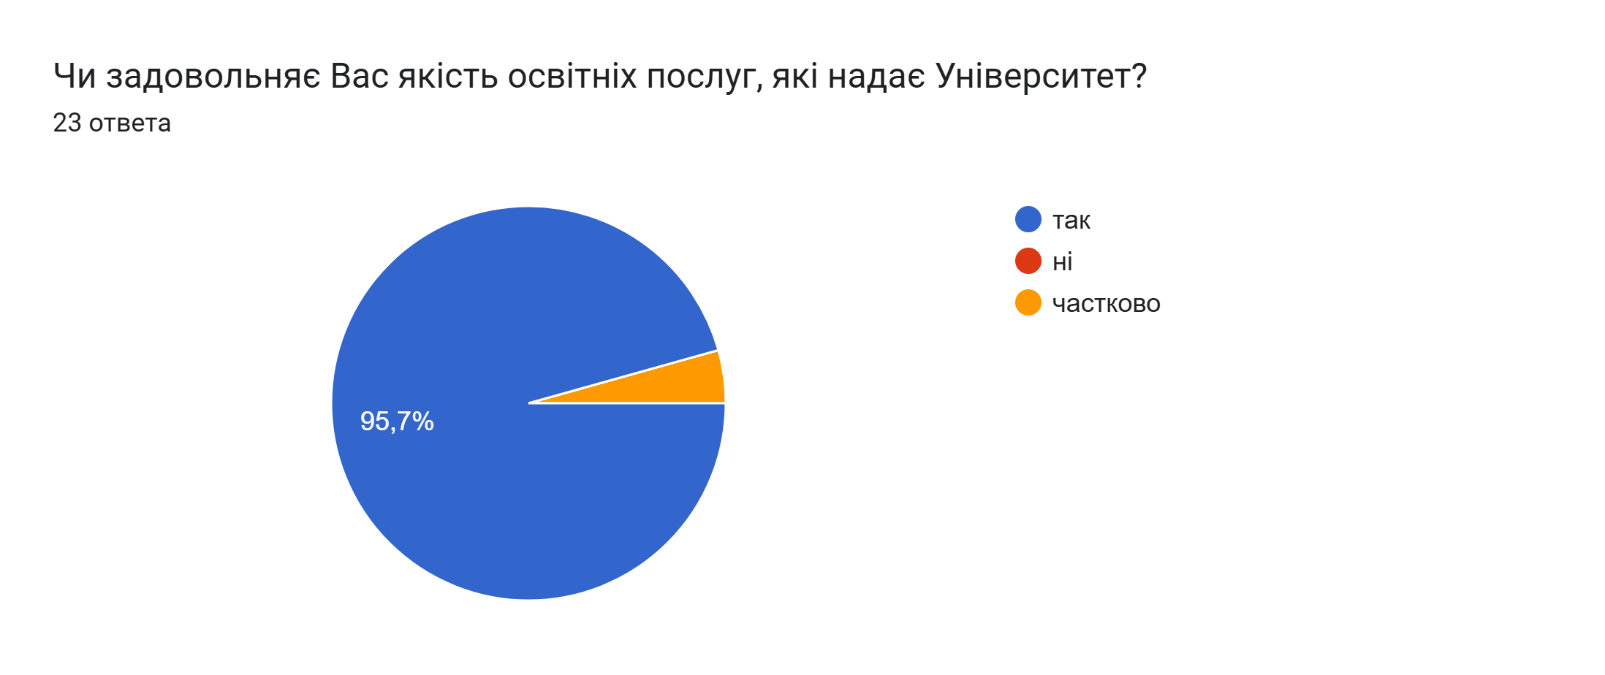 Чи задовольняє Вас якість освітніх послуг, які надає Університет?
23 ответа
так
ні
частково
95,7%